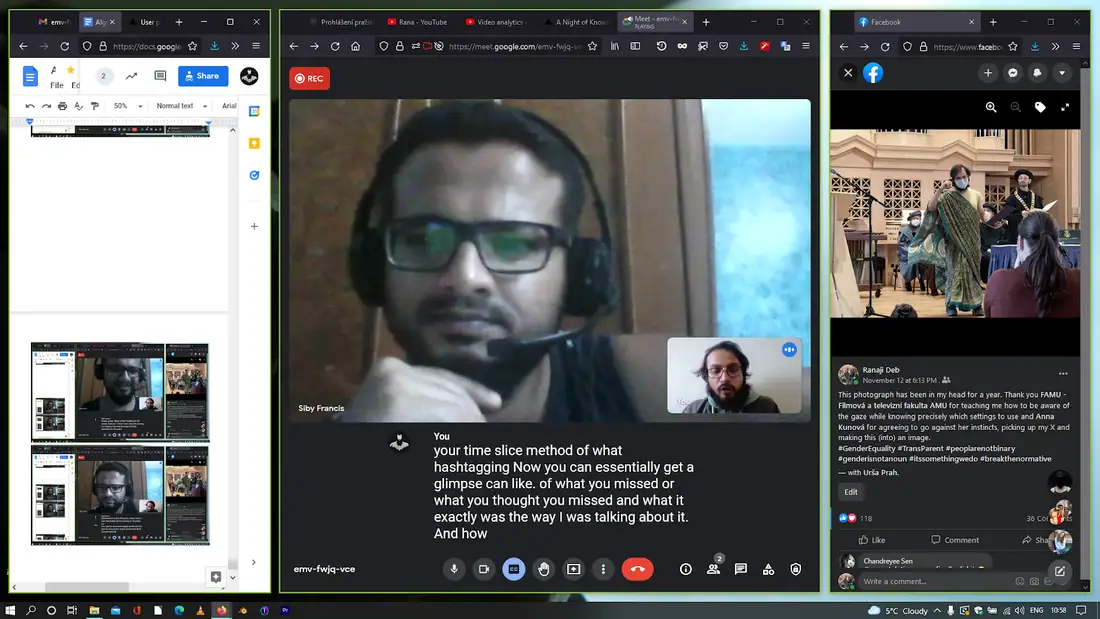 emv-f
Alg
User p
https://docs.google
A
File
Ed
2
Share
50%
Normal text
Arial
Prohlášení pražs
Rana - YouTube
Video analytics -
A Night of Know
Meet - emv-f
PLAYING
https://meet.google.com/emv-fwjq-v
REC
Siby Francis
You
You
your time slice method of what
hashtagging Now you can essentially get a
glimpse can like. of what you missed or
what you thought you missed and what it
exactly was the way I was talking about it.
And how
emv-fwjq-vce
2
Facebook
https://www.facebo
Ranaji Deb
November 12 at 6:13 PM
This photograph has been in my head for a year. Thank you FAMU -
Filmová a televizní fakulta AMU for teaching me how to be aware of
the gaze while knowing precisely which settings to use and Anna
Kunová for agreeing to go against her instincts, picking up my X and
making this (into) an image.
#GenderEquality #TransParent #peoplearenotbinary
#genderisnotanoun #itssomethingwedo #breakthenormative
— with Urša Prah.
Edit
118
36 Co
Like
Comment
Sha
Chandreyee Sen
Write a comment...
5°C Cloudy
ENG
10:58